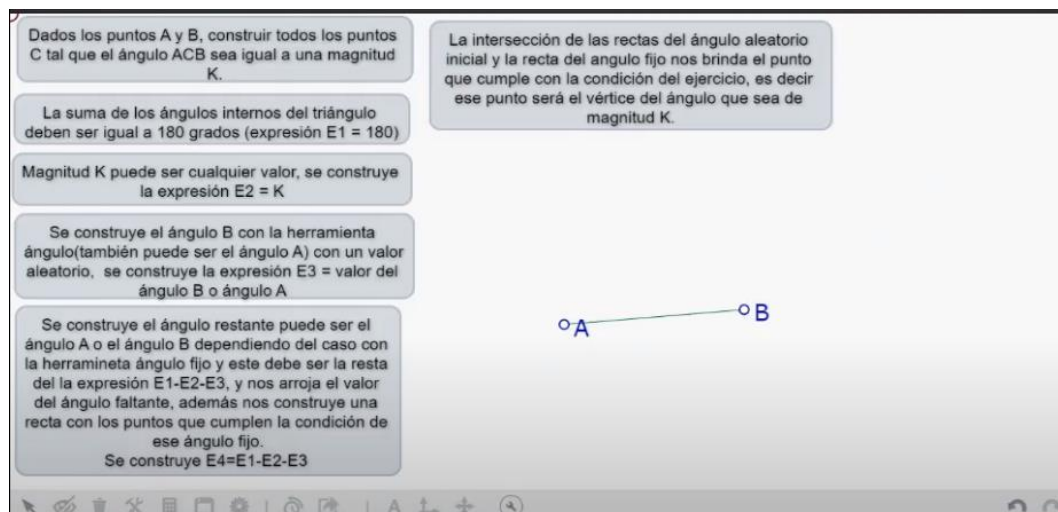 Dados los puntos A y B, construir todos los puntos
C tal que el ángulo ACB sea igual a una magnitud
K.
La suma de los ángulos internos del triángulo
deben ser igual a 180 grados (expresión E1 = 180)
Magnitud K puede ser cualquier valor, se construye
la expresión E2 = K
Se construye el ángulo B con la herramienta
ángulo(también puede ser el ángulo A) con un valor
aleatorio, se construye la expresión E3 = valor del
ángulo B o ángulo A
Se construye el ángulo restante puede ser el
ángulo A o el ángulo B dependiendo del caso con
la herramineta ángulo fijo y este debe ser la resta
del la expresión E1-E2-E3, y nos arroja el valor
del ángulo faltante, además nos construye una
recta con los puntos que cumplen la condición de
ese ángulo fijo.
Se construye E4=E1-E2-E3
La intersección de las rectas del ángulo aleatorio
inicial y la recta del angulo fijo nos brinda el punto
que cumple con la condición del ejercicio, es decir
ese punto será el vértice del ángulo que sea de
magnitud K.
A
B
A